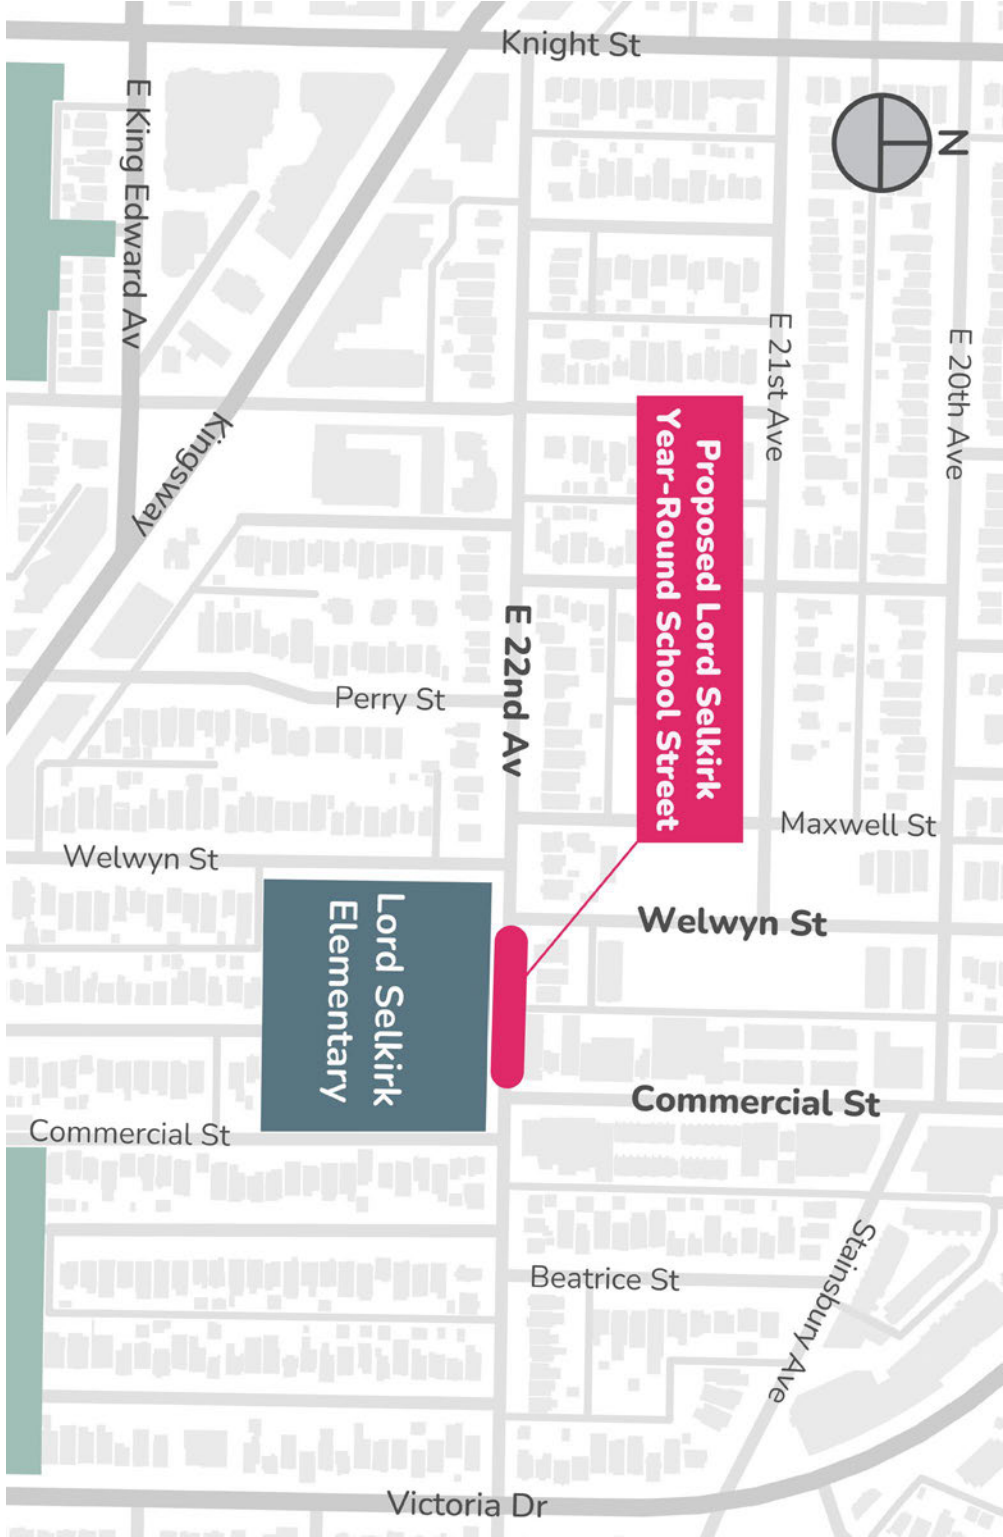 Knight St
E King Edward Av
N
E 21st Ave
E 20th Ave
Kingsway
Proposed Lord Selkirk
Year-Round School Street
E 22nd Av
Perry St
Maxwell St
Welwyn St
Welwyn St
Lord Selkirk
Elementary
Commercial St
Commercial St
Stainsbury Ave
Beatrice St
Victoria Dr